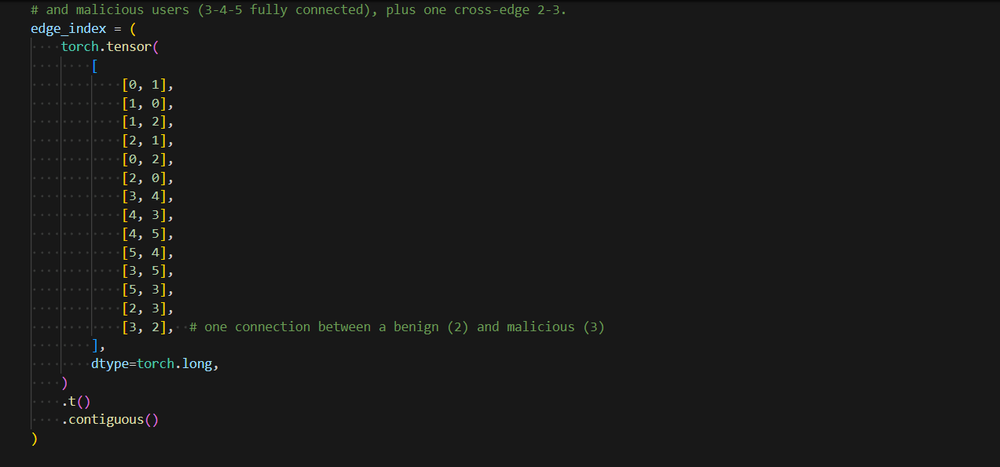 # and malicious users (3-4-5 fully connected), plus one cross-edge 2-3.
edge_index = (
    torch.tensor(
        [
            [0, 1],
            [1, 0],
            [1, 2],
            [2, 1],
            [0, 2],
            [2, 0],
            [3, 4],
            [4, 3],
            [4, 5],
            [5, 4],
            [3, 5],
            [5, 3],
            [2, 3],
            [3, 2],  # one connection between a benign (2) and malicious (3)
        ],
        dtype=torch.long,
    )
    .t()
    .contiguous()
)